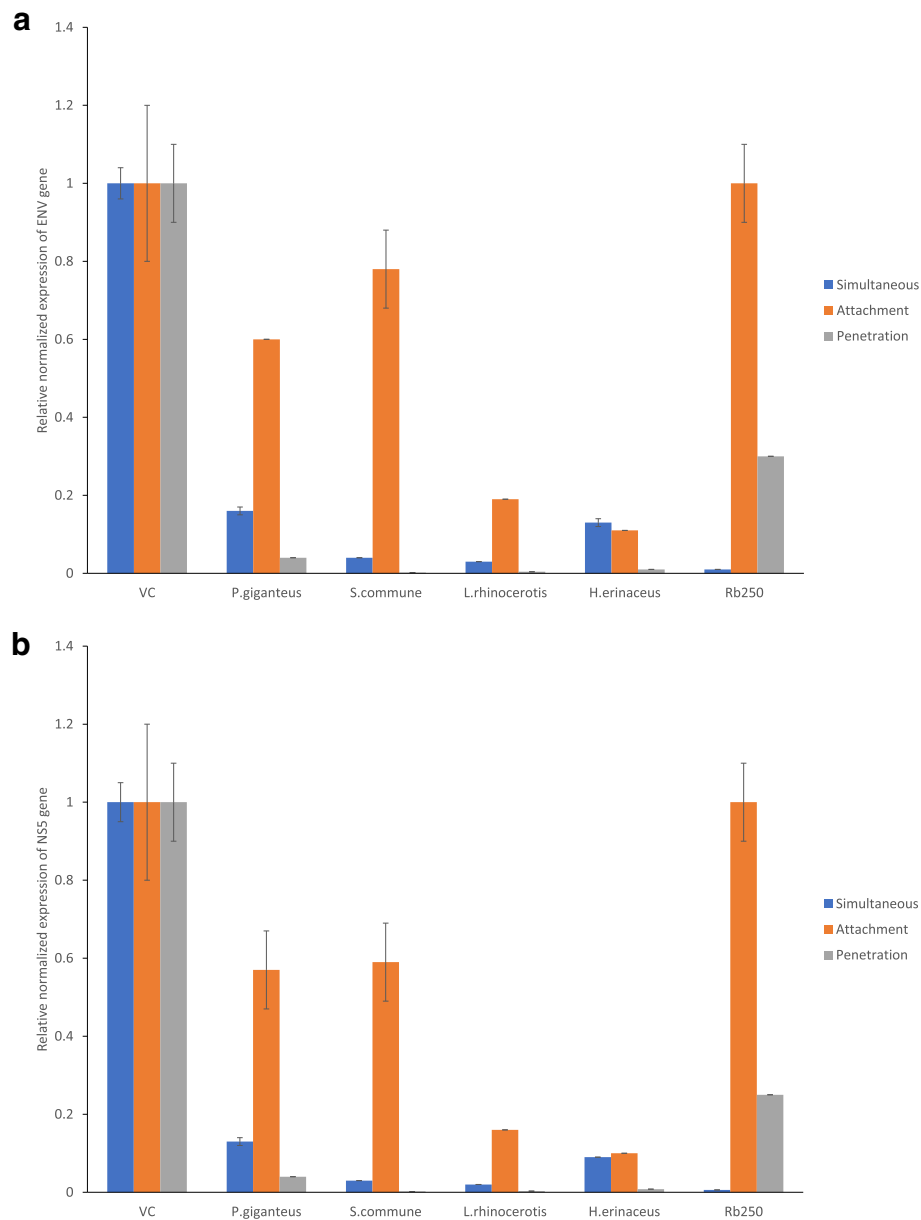 a
Relative normalized expression of ENV gene
1.4
1.2
1
0.8
0.6
0.4
0.2
0
VC
P.giganteus
S.commune
L.rhinocerotis
H.erinaceus
Rb250
Simultaneous
Attachment
Penetration
b
Relative normalized expression of NS5 gene
1.4
1.2
1
0.8
0.6
0.4
0.2
0
VC
P.giganteus
S.commune
L.rhinocerotis
H.erinaceus
Rb250
Simultaneous
Attachment
Penetration